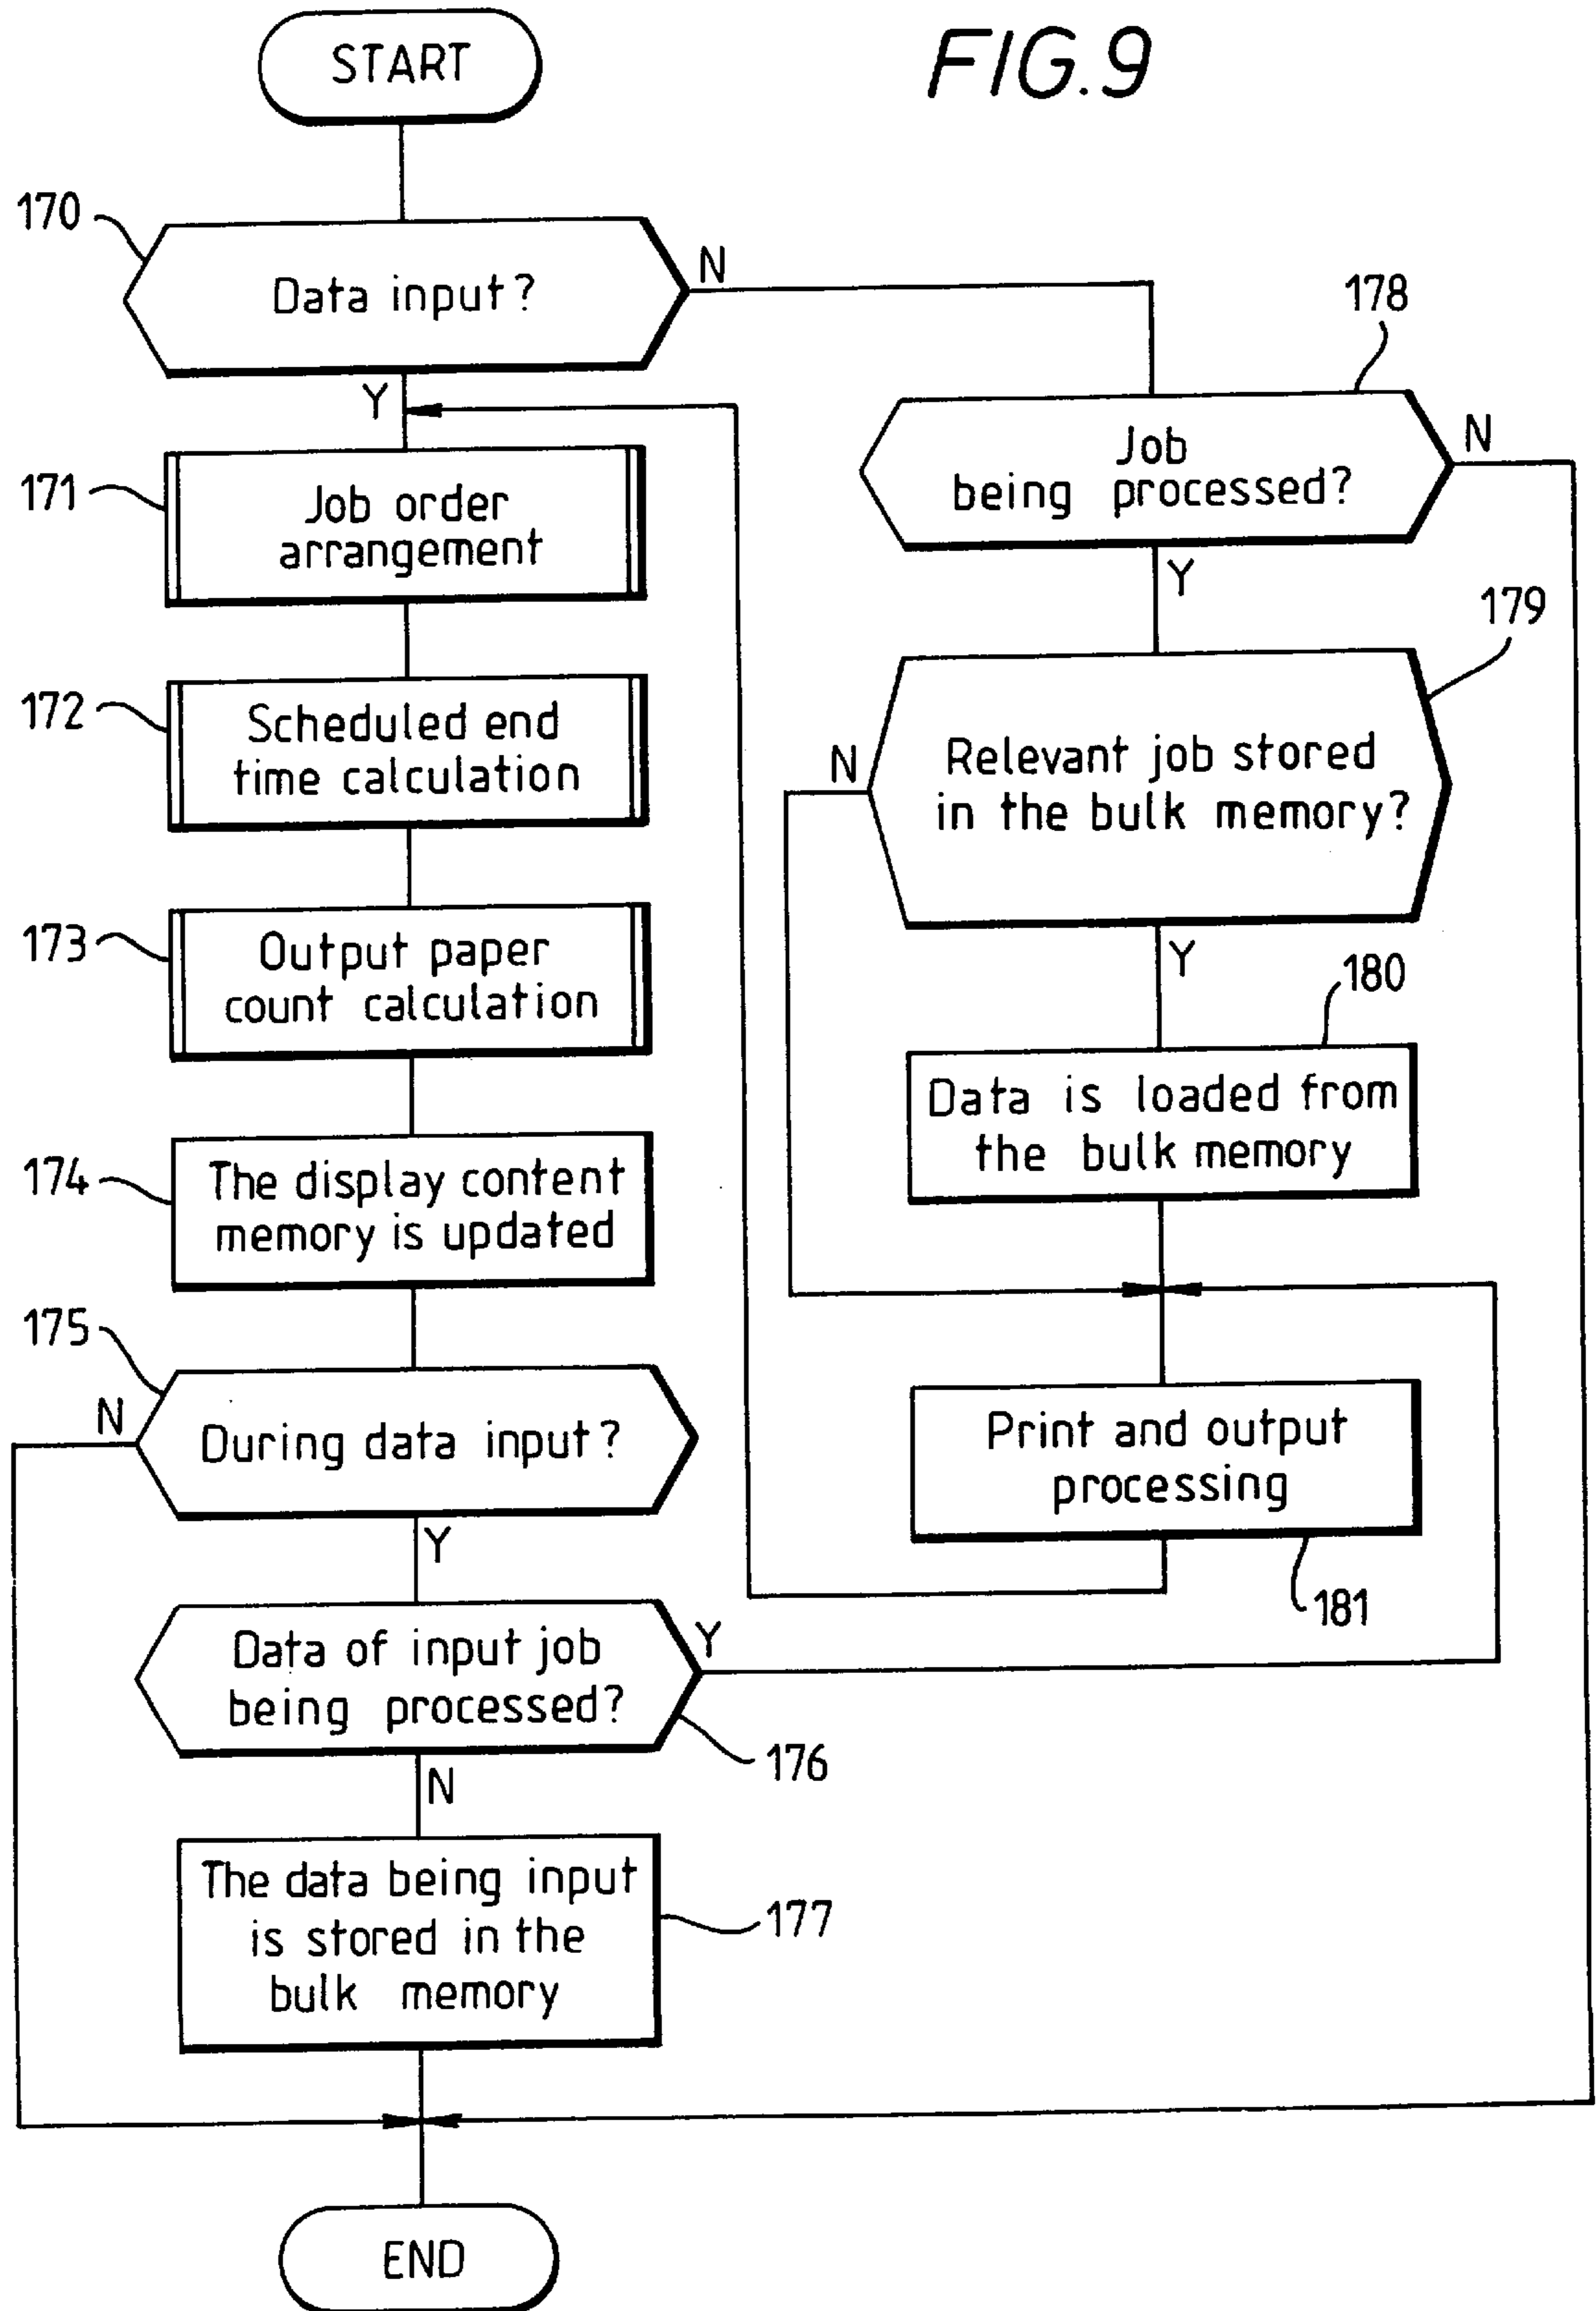 FIG.9
START
170
Data input?
N
Y
171
Job order
arrangement
172
Scheduled end
time calculation
173
Output paper
count calculation
174
The display content
memory is updated
175
During data input?
N
Y
Data of input job
being processed?
Y
176
N
The data being input
is stored in the
bulk memory
177
178
Job
being processed?
N
Y
179
Relevant job stored
in the bulk memory?
N
Y
180
Data is loaded from
the bulk memory
Print and output
processing
181
END